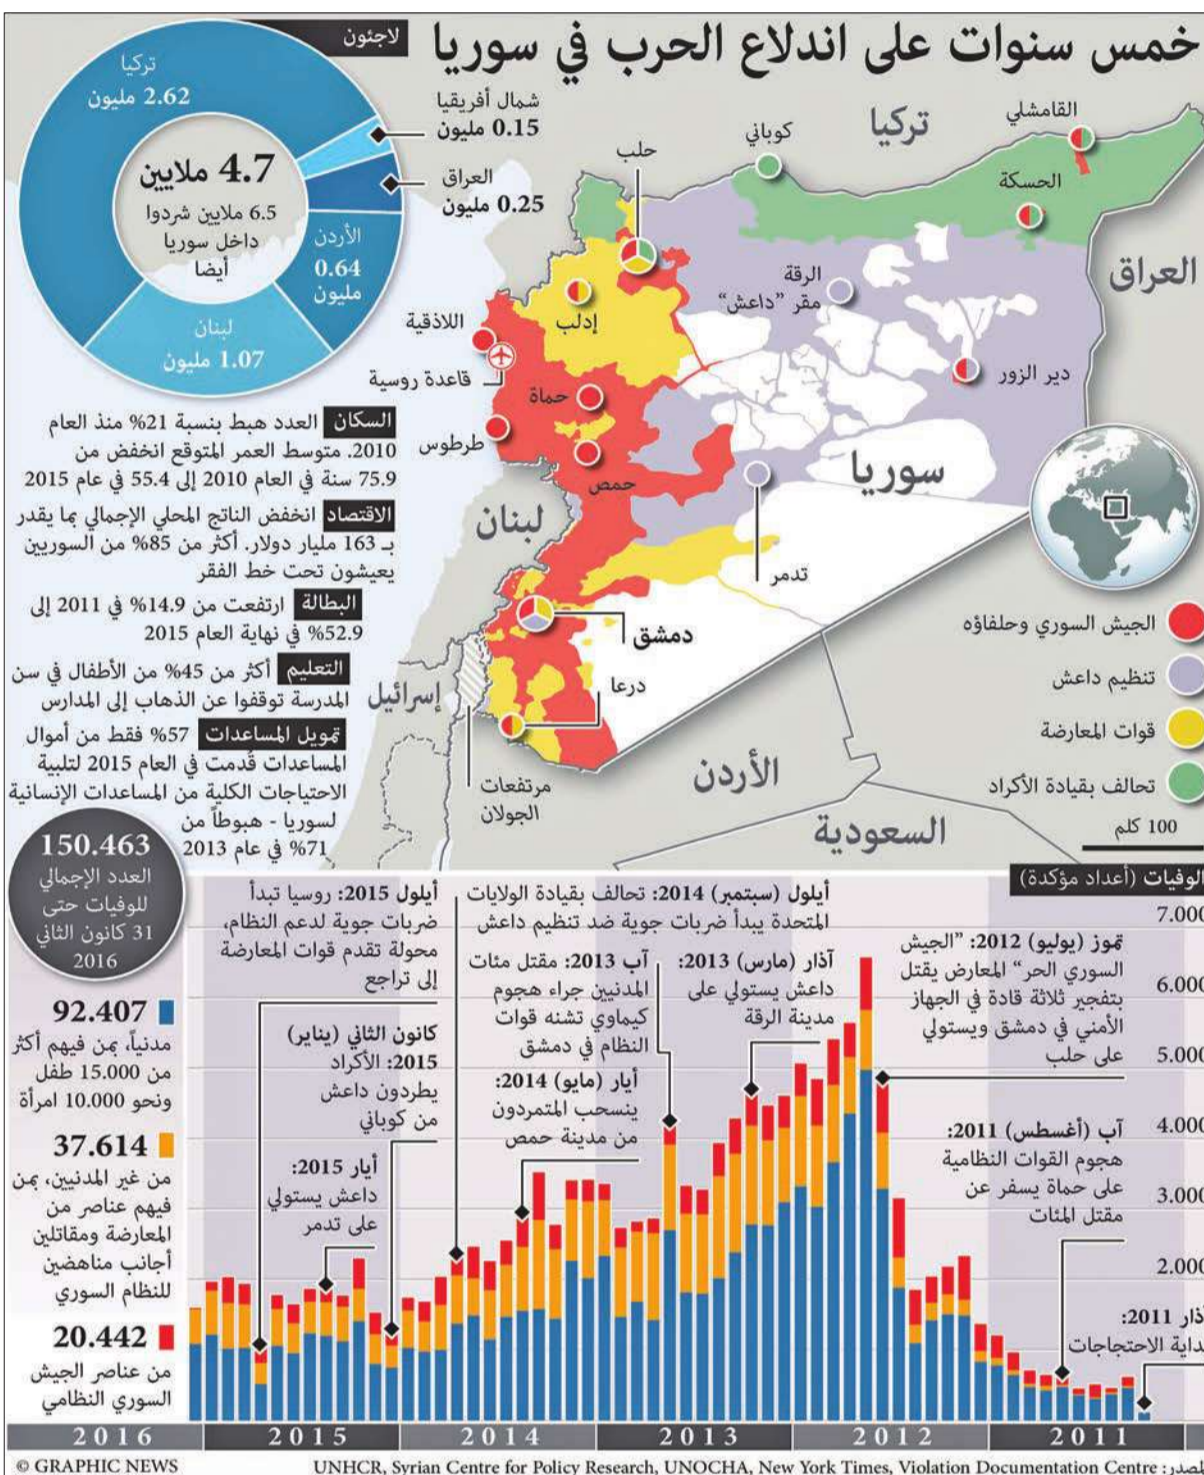 خمس سنوات على اندلاع الحرب في سوريا
لاجئون
تركيا
2.62 مليون
شمال أفريقيا
0.15 مليون
العراق
0.25 مليون
الأردن
0.64
مليون
لبنان
1.07 مليون
4.7 ملايين
6.5 ملايين شردوا
داخل سوريا
أيضا
تركيا
القامشلي
كوباني
حلب
الحسكة
العراق
الرقة
مقر "داعش"
إدلب
اللاذقية
قاعدة روسية
دير الزور
حماة
طرطوس
حمص
سوريا
لبنان
تدمر
دمشق
درعا
إسرائيل
مرتفعات
الجولان
الأردن
السعودية
الجيش السوري وحلفاؤه
تنظيم داعش
قوات المعارضة
تحالف بقيادة الأكراد
100 كلم
السكان العدد هبط بنسبة 21% منذ العام
2010. متوسط العمر المتوقع انخفض من
75.9 سنة في العام 2010 إلى 55.4 في عام 2015
الاقتصاد انخفض الناتج المحلي الإجمالي بما يقدر
بـ 163 مليار دولار. أكثر من 85% من السوريين
يعيشون تحت خط الفقر
البطالة ارتفعت من 14.9% في 2011 إلى
52.9% في نهاية العام 2015
التعليم أكثر من 45% من الأطفال في سن
المدرسة توقفوا عن الذهاب إلى المدارس
تمويل المساعدات 57% فقط من أموال
المساعدات قُدمت في العام 2015 لتلبية
الاحتياجات الكلية من المساعدات الإنسانية
لسوريا - هبوطاً من
71% في عام 2013
150.463
العدد الإجمالي
للوفيات حتى
31 كانون الثاني
2016
92.407
مدنياً، بمن فيهم أكثر
من 15.000 طفل
ونحو 10.000 امرأة
37.614
من غير المدنيين، بمن
فيهم عناصر من
المعارضة ومقاتلين
أجانب مناهضين
للنظام السوري
20.442
من عناصر الجيش
السوري النظامي
الوفيات (أعداد مؤكدة)
7.000
6.000
5.000
4.000
3.000
2.000
تموز (يوليو) 2012: "الجيش
السوري الحر" المعارض يقتل
بتفجير ثلاثة قادة في الجهاز
الأمني في دمشق ويستولي
على حلب
آب (أغسطس) 2011:
هجوم القوات النظامية
على حماة يسفر عن
مقتل المئات
ذار 2011:
داية الاحتجاجات
أيلول (سبتمبر) 2014: تحالف بقيادة الولايات
المتحدة يبدأ ضربات جوية ضد تنظيم داعش
آذار (مارس) 2013:
داعش يستولي على
مدينة الرقة
آب 2013: مقتل مئات
المدنيين جراء هجوم
كيماوي تشنه قوات
النظام في دمشق
أيار (مايو) 2014:
ينسحب المتمردون
من مدينة حمص
أيلول 2015: روسيا تبدأ
ضربات جوية لدعم النظام،
محولة تقدم قوات المعارضة
إلى تراجع
كانون الثاني (يناير)
2015: الأكراد
يطردون داعش
من كوباني
أيار 2015:
داعش يستولي
على تدمر
2016 2015 2014 2013 2012 2011
© GRAPHIC NEWS
صدر: UNHCR, Syrian Centre for Policy Research, UNOCHA, New York Times, Violation Documentation Centre